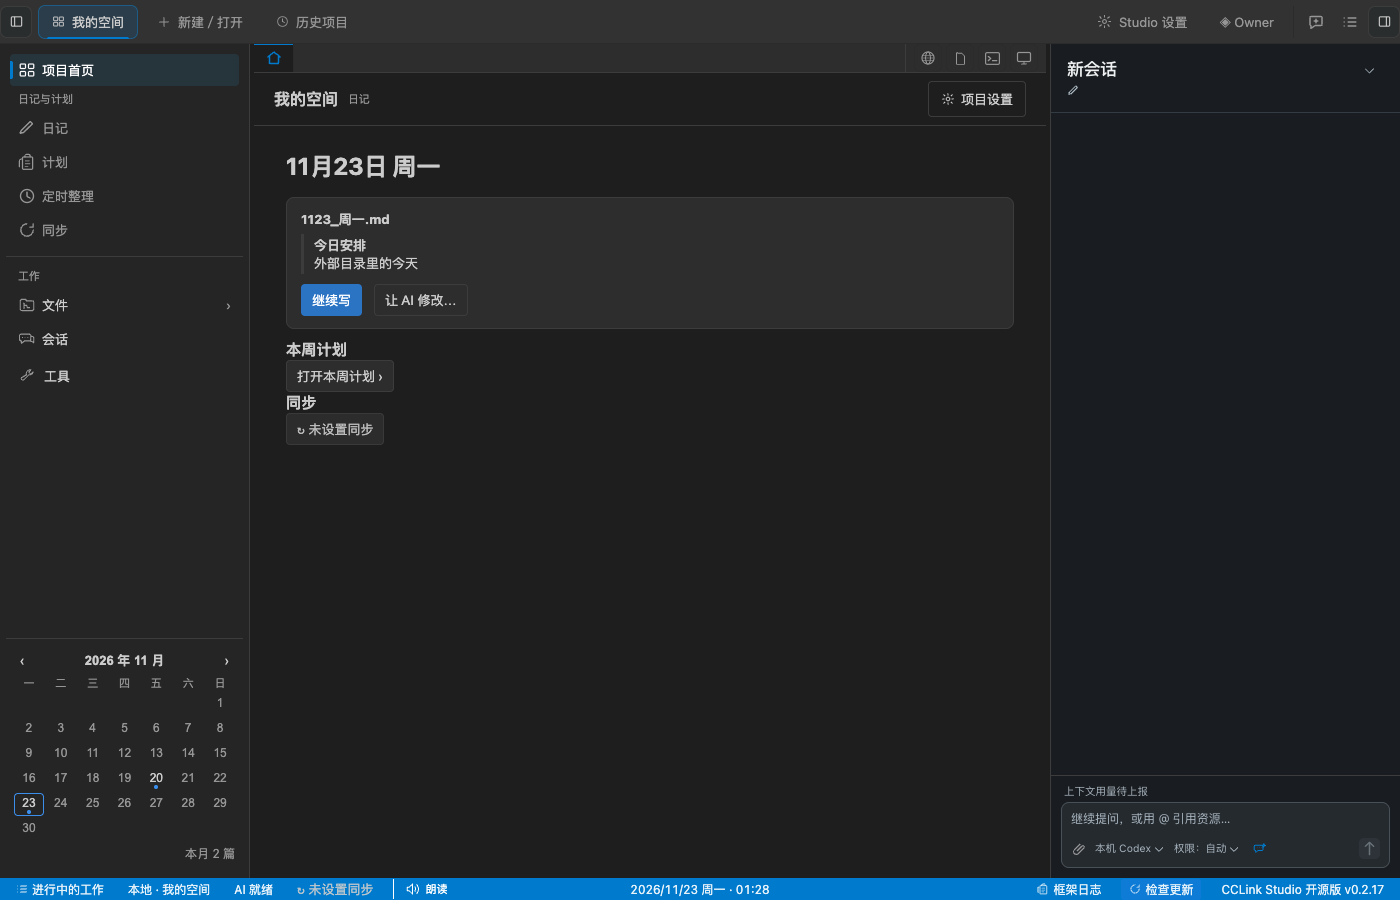 我的空间
新建 / 打开
历史项目
Studio 设置
Owner
项目首页
日记与计划
日记
计划
定时整理
同步
工作
文件
会话
工具
2026 年 11 月
一 二 三 四 五 六 日
1
2 3 4 5 6 7 8
9 10 11 12 13 14 15
16 17 18 19 20 21 22
23 24 25 26 27 28 29
30
本月 2 篇
我的空间 日记
项目设置
11月23日 周一
1123_周一.md
今日安排
外部目录里的今天
继续写
让 AI 修改...
本周计划
打开本周计划 ›
同步
↻ 未设置同步
新会话
上下文用量待上报
继续提问，或用 @ 引用资源...
本机 Codex
权限：自动
进行中的工作
本地 · 我的空间
AI 就绪
↻ 未设置同步
朗读
2026/11/23 周一 · 01:28
框架日志
检查更新
CCLink Studio 开源版 v0.2.17